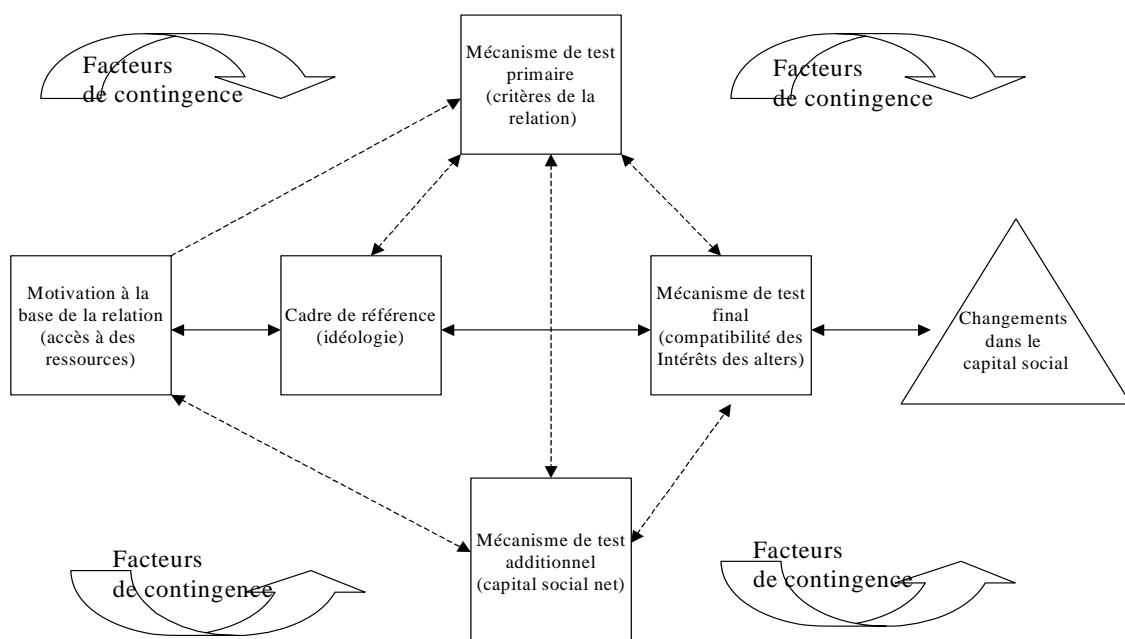 Facteurs
de contingence
Mécanisme de test
primaire
(critères de la
relation)
Facteurs
de contingence
Motivation à la
base de la relation
(accès à des
ressources)
Cadre de référence
(idéologie)
Mécanisme de test
final
(compatibilité des
Intérêts des alters)
Changements
dans le
capital social
Facteurs
de contingence
Mécanisme de test
additionnel
(capital social net)
Facteurs
de contingence